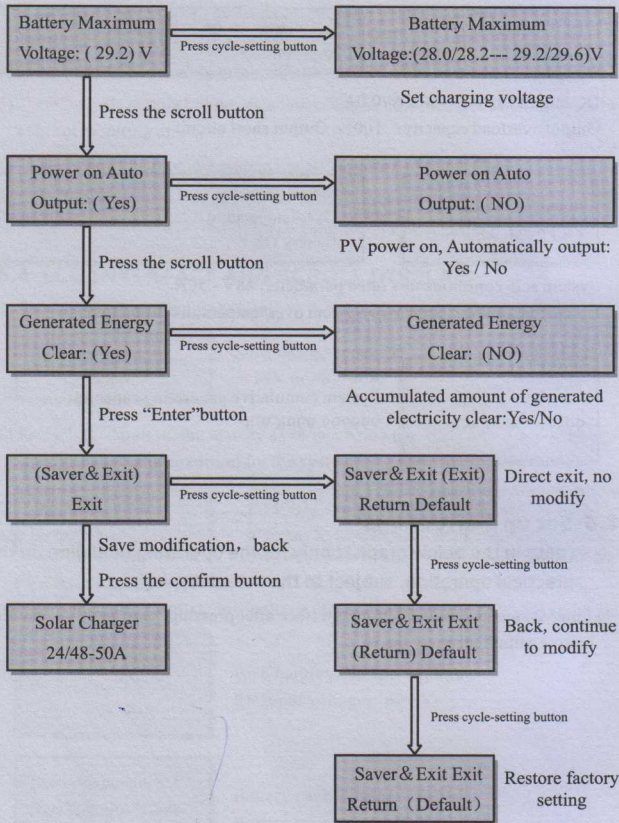 Battery Maximum
Voltage: ( 29.2) V
Press cycle-setting button
Battery Maximum
Voltage:(28.0/28.2--- 29.2/29.6)V
Set charging voltage
Press the scroll button
Power on Auto
Output: ( Yes)
Press cycle-setting button
Power on Auto
Output: ( NO)
PV power on, Automatically output:
Yes / No
Press the scroll button
Generated Energy
Clear: (Yes)
Press cycle-setting button
Generated Energy
Clear: (NO)
Accumulated amount of generated
electricity clear:Yes/No
Press “Enter”button
(Saver&Exit)
Exit
Press cycle-setting button
Saver&Exit (Exit)
Return Default
Direct exit, no
modify
Save modification, back
Press the confirm button
Press cycle-setting button
Solar Charger
24/48-50A
Saver&Exit Exit
(Return) Default
Back, continue
to modify
Press cycle-setting button
Saver&Exit Exit
Return (Default)
Restore factory
setting